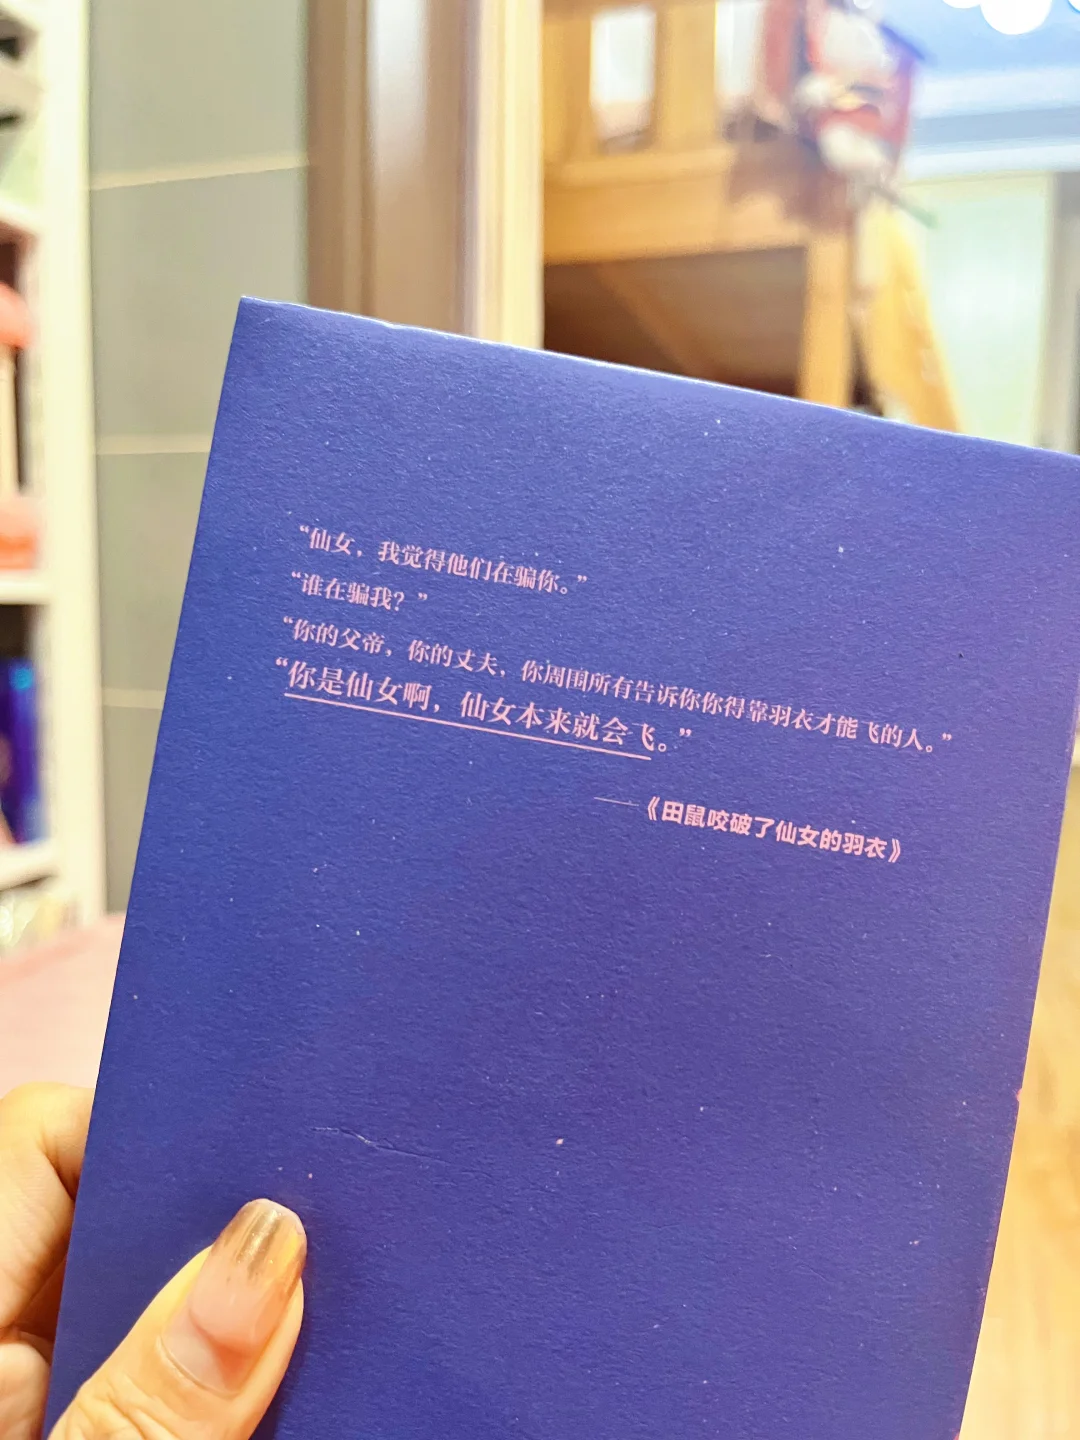 “仙女，我觉得他们在骗你。”
“谁在骗我？”
“你的父帝，你的丈夫，你周围所有告诉你你得靠羽衣才能飞的人。”
“你是仙女啊，仙女本来就会飞。”
——《田鼠咬破了仙女的羽衣》